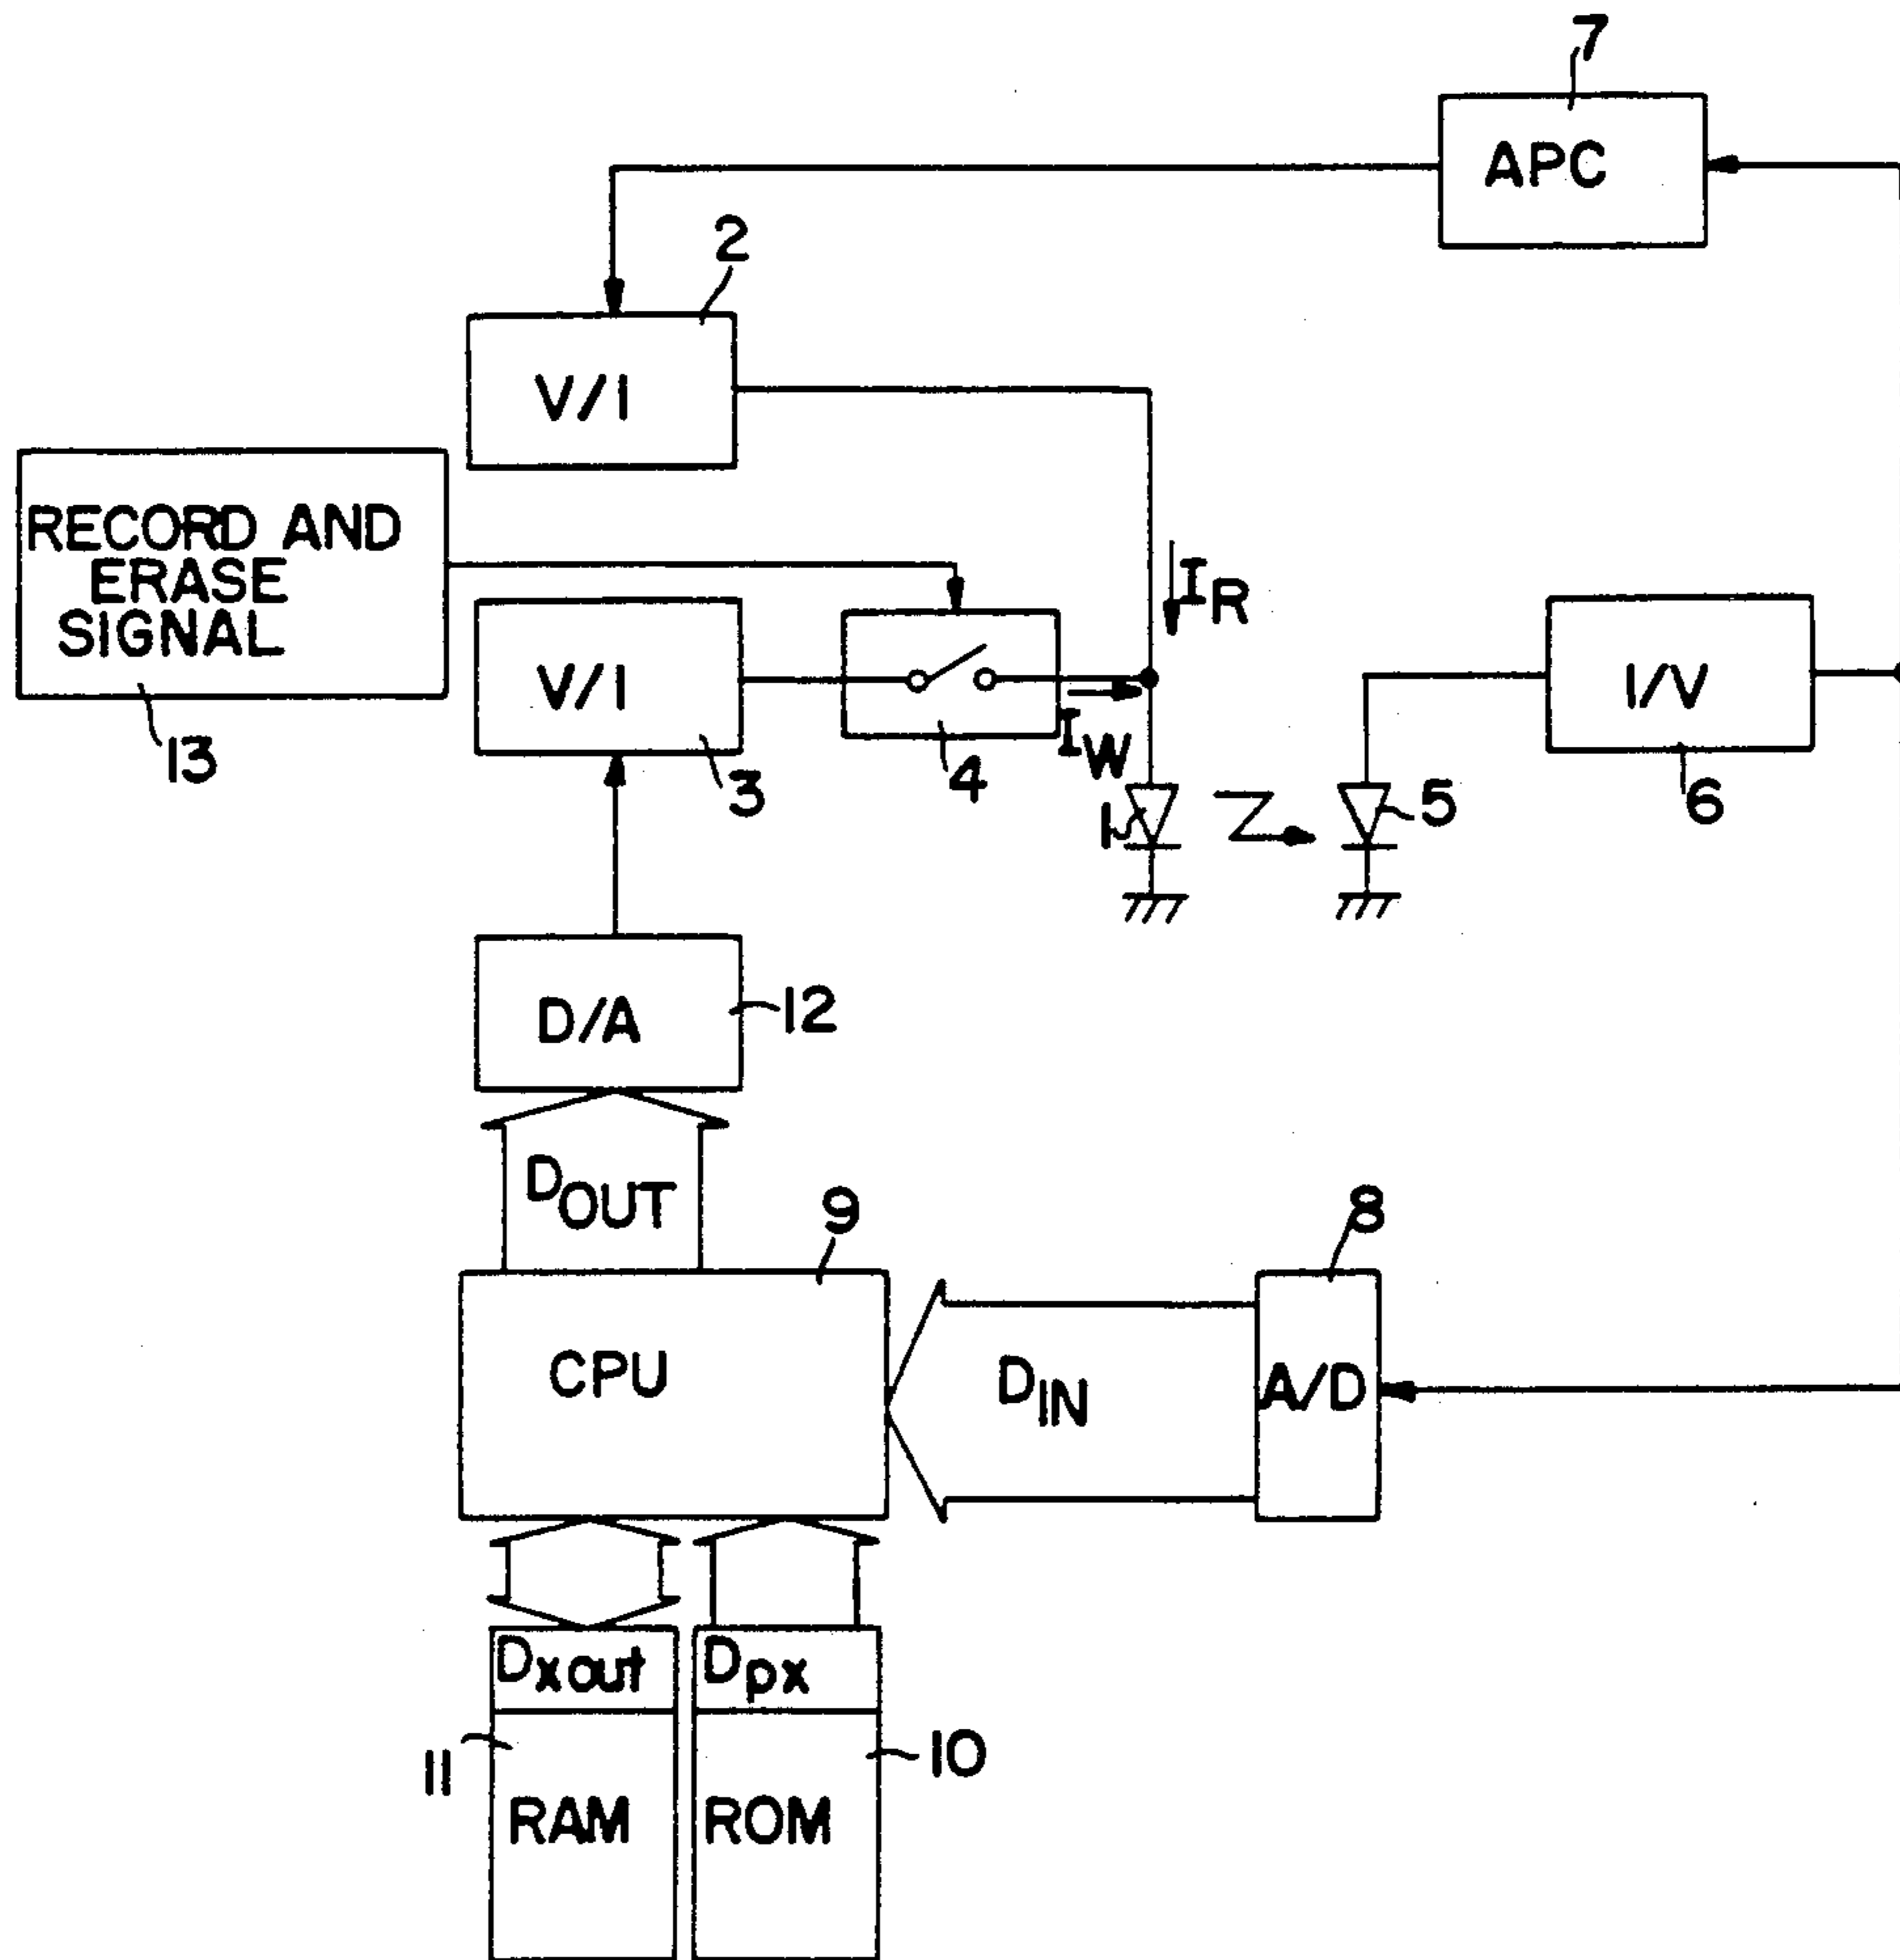 7
APC
2
V/I
RECORD AND
ERASE
SIGNAL
13
V/I
3
4
I_R
I_W
1
5
I/V
6
D/A
12
D_OUT
9
8
CPU
D_IN
A/D
D_xout
D_px
11
10
RAM
ROM